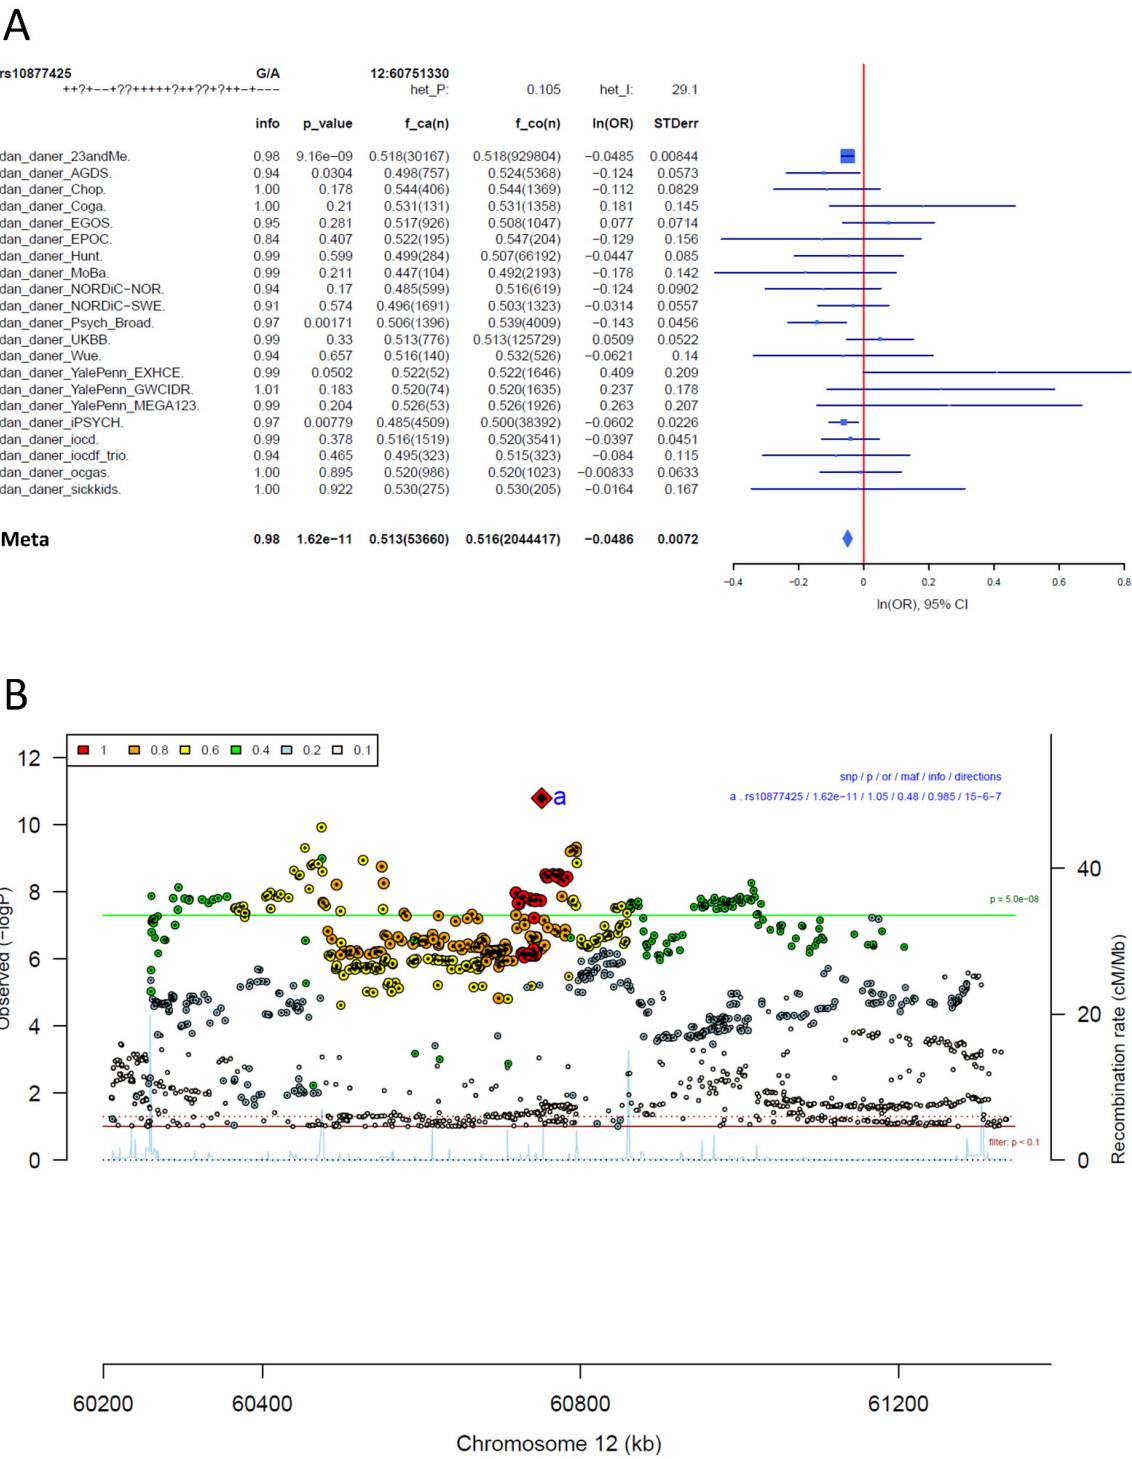 A
rs10877425 G/A 12:60751330
++?+−−+??+++++?++??+?++−+−−− het_P: 0.105 het_I: 29.1
info p_value f_ca(n) f_co(n) ln(OR) STDerr
dan_daner_23andMe. 0.98 9.16e−09 0.518(30167) 0.518(929804) −0.0485 0.00844
dan_daner_AGDS. 0.94 0.0304 0.498(757) 0.524(5368) −0.124 0.0573
dan_daner_Chop. 1.00 0.178 0.544(406) 0.544(1369) −0.112 0.0829
dan_daner_Coga. 1.00 0.21 0.531(131) 0.531(1358) 0.181 0.145
dan_daner_EGOS. 0.95 0.281 0.517(926) 0.508(1047) 0.077 0.0714
dan_daner_EPOC. 0.84 0.407 0.522(195) 0.547(204) −0.129 0.156
dan_daner_Hunt. 0.99 0.599 0.499(284) 0.507(66192) −0.0447 0.085
dan_daner_MoBa. 0.99 0.211 0.447(104) 0.492(2193) −0.178 0.142
dan_daner_NORDiC−NOR. 0.94 0.17 0.485(599) 0.516(619) −0.124 0.0902
dan_daner_NORDiC−SWE. 0.91 0.574 0.496(1691) 0.503(1323) −0.0314 0.0557
dan_daner_Psych_Broad. 0.97 0.00171 0.506(1396) 0.539(4009) −0.143 0.0456
dan_daner_UKBB. 0.99 0.33 0.513(776) 0.513(125729) 0.0509 0.0522
dan_daner_Wue. 0.94 0.657 0.516(140) 0.532(526) −0.0621 0.14
dan_daner_YalePenn_EXHCE. 0.99 0.0502 0.522(52) 0.522(1646) 0.409 0.209
dan_daner_YalePenn_GWCIDR. 1.01 0.183 0.520(74) 0.520(1635) 0.237 0.178
dan_daner_YalePenn_MEGA123. 0.99 0.204 0.526(53) 0.526(1926) 0.263 0.207
dan_daner_iPSYCH. 0.97 0.00779 0.485(4509) 0.500(38392) −0.0602 0.0226
dan_daner_iocd. 0.99 0.378 0.516(1519) 0.520(3541) −0.0397 0.0451
dan_daner_iocdf_trio. 0.94 0.465 0.495(323) 0.515(323) −0.084 0.115
dan_daner_ocgas. 1.00 0.895 0.520(986) 0.520(1023) −0.00833 0.0633
dan_daner_sickkids. 1.00 0.922 0.530(275) 0.530(205) −0.0164 0.167
Meta 0.98 1.62e−11 0.513(53660) 0.516(2044417) −0.0486 0.0072
−0.4 −0.2 0 0.2 0.4 0.6 0.8
ln(OR), 95% CI
B
1 0.8 0.6 0.4 0.2 0.1
snp / p / or / maf / info / directions
a . rs10877425 / 1.62e−11 / 1.05 / 0.48 / 0.985 / 15−6−7
a
p = 5.0e−08
filter: p < 0.1
12
10
8
6
4
2
0
Observed (−logP)
40
20
0
Recombination rate (cM/Mb)
60200 60400 60800 61200
Chromosome 12 (kb)